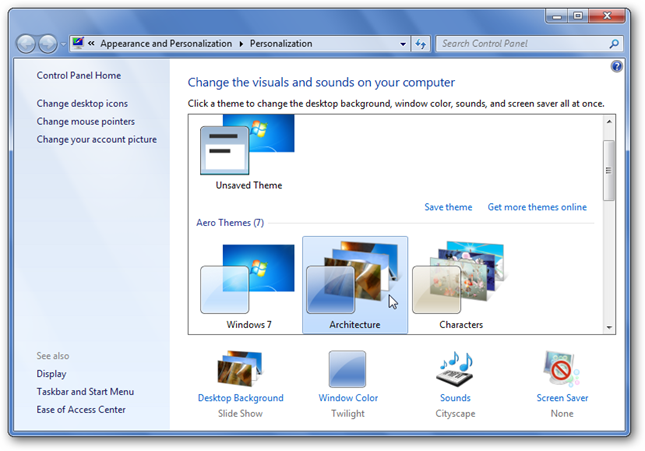 « Appearance and Personalization ▸ Personalization
Search Control Panel
Control Panel Home
Change desktop icons
Change mouse pointers
Change your account picture
Change the visuals and sounds on your computer
Click a theme to change the desktop background, window color, sounds, and screen saver all at once.
Unsaved Theme
Save theme Get more themes online
Aero Themes (7)
Windows 7 Architecture Characters
See also
Display
Taskbar and Start Menu
Ease of Access Center
Desktop Background Window Color Sounds Screen Saver
Slide Show Twilight Cityscape None